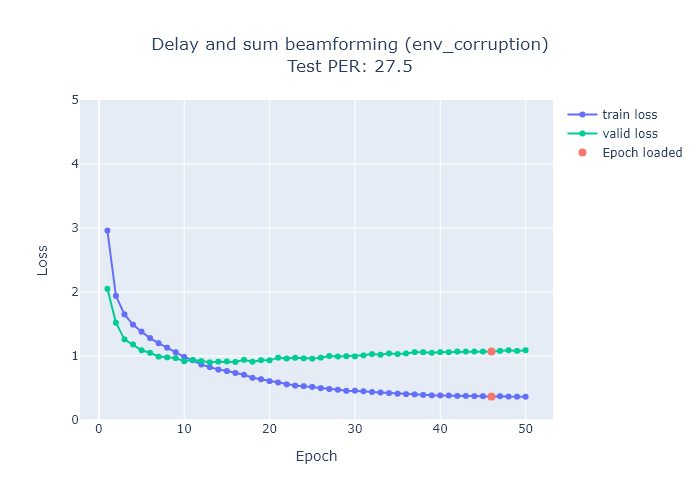 Delay and sum beamforming (env_corruption)
Test PER: 27.5
5
4
3
2
1
0
Loss
0
10
20
30
40
50
Epoch
train loss
valid loss
Epoch loaded